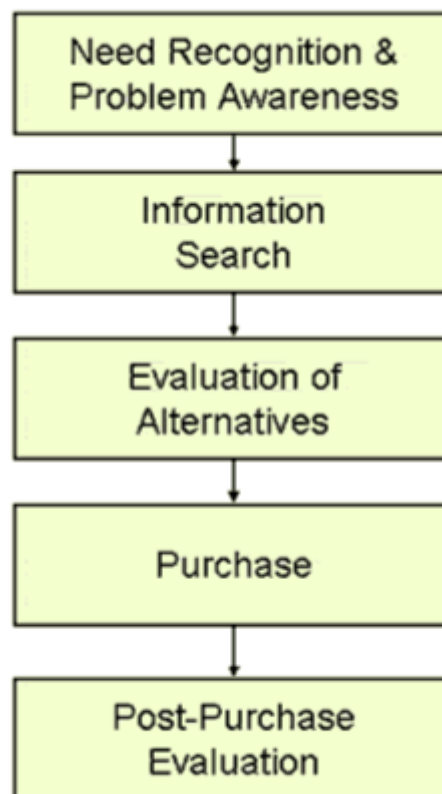 Need Recognition &
Problem Awareness
Information
Search
Evaluation of
Alternatives
Purchase
Post-Purchase
Evaluation